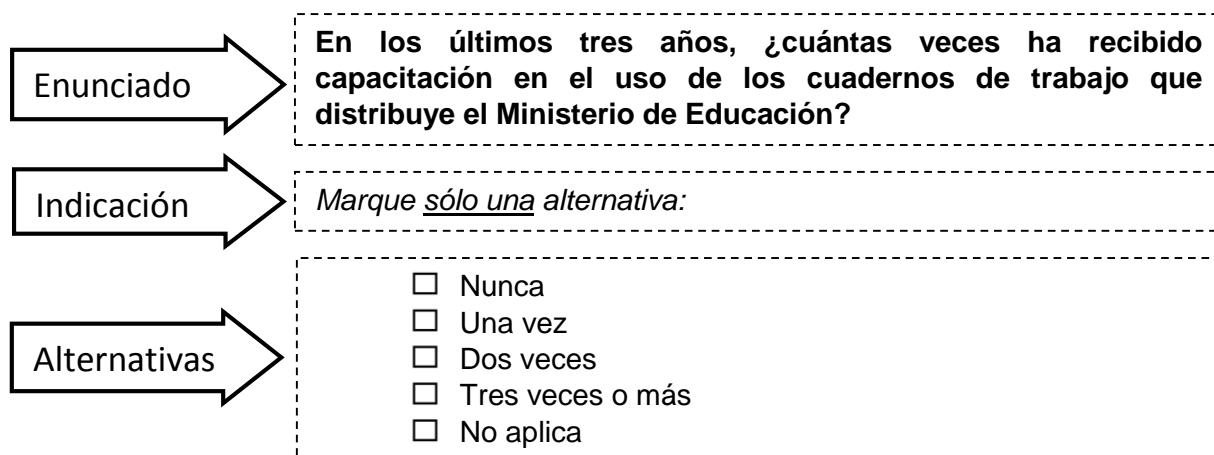 Enunciado
En los últimos tres años, ¿cuántas veces ha recibido
capacitación en el uso de los cuadernos de trabajo que
distribuye el Ministerio de Educación?
Indicación
Marque sólo una alternativa:
Alternativas
☐ Nunca
☐ Una vez
☐ Dos veces
☐ Tres veces o más
☐ No aplica